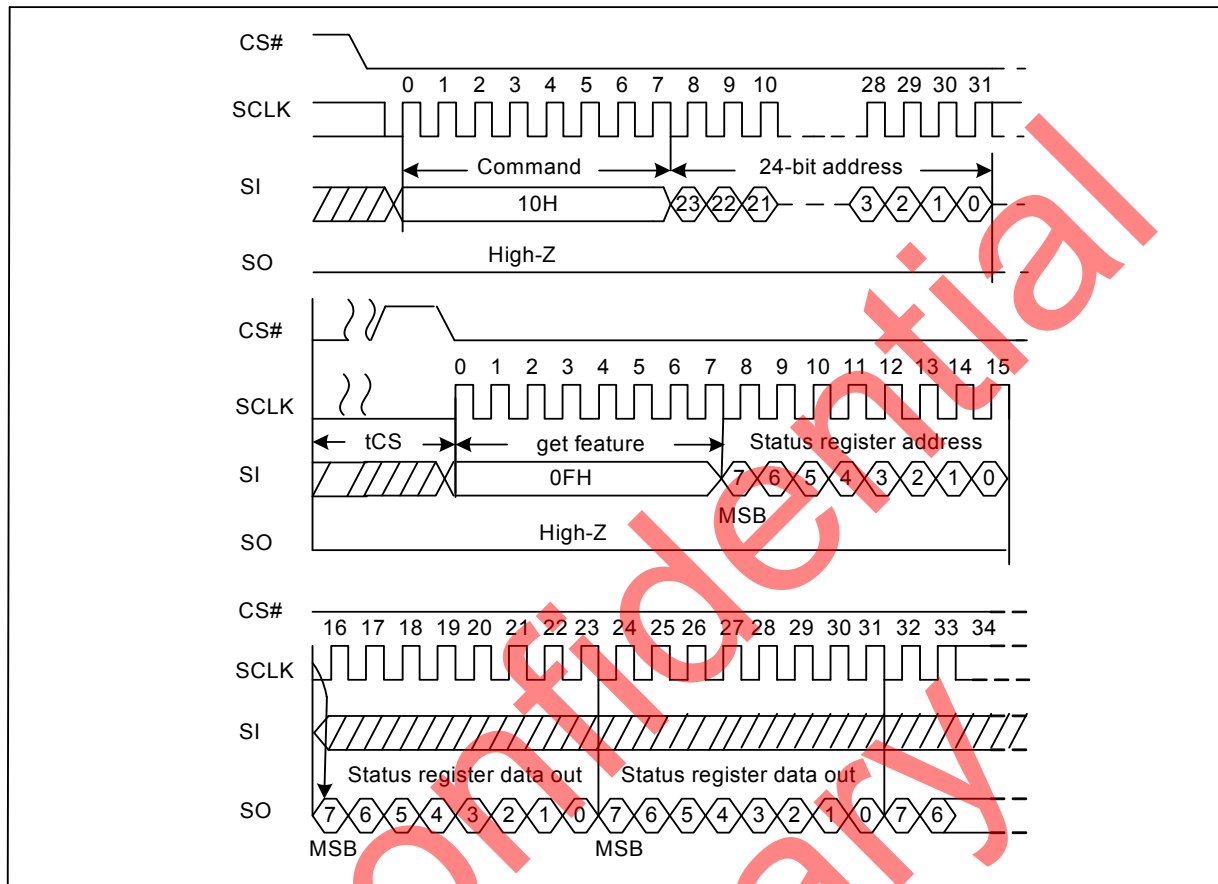 CS#
0 1 2 3 4 5 6 7 8 9 10 28 29 30 31
SCLK
Command 24-bit address
SI
10H 23 22 21 3 2 1 0
High-Z
SO
CS#
0 1 2 3 4 5 6 7 8 9 10 11 12 13 14 15
SCLK
tCS get feature Status register address
SI
0FH 7 6 5 4 3 2 1 0
MSB
High-Z
SO
CS#
16 17 18 19 20 21 22 23 24 25 26 27 28 29 30 31 32 33 34
SCLK
SI
Status register data out Status register data out
SO
7 6 5 4 3 2 1 0 7 6 5 4 3 2 1 0 7 6
MSB MSB
onfidential
ary